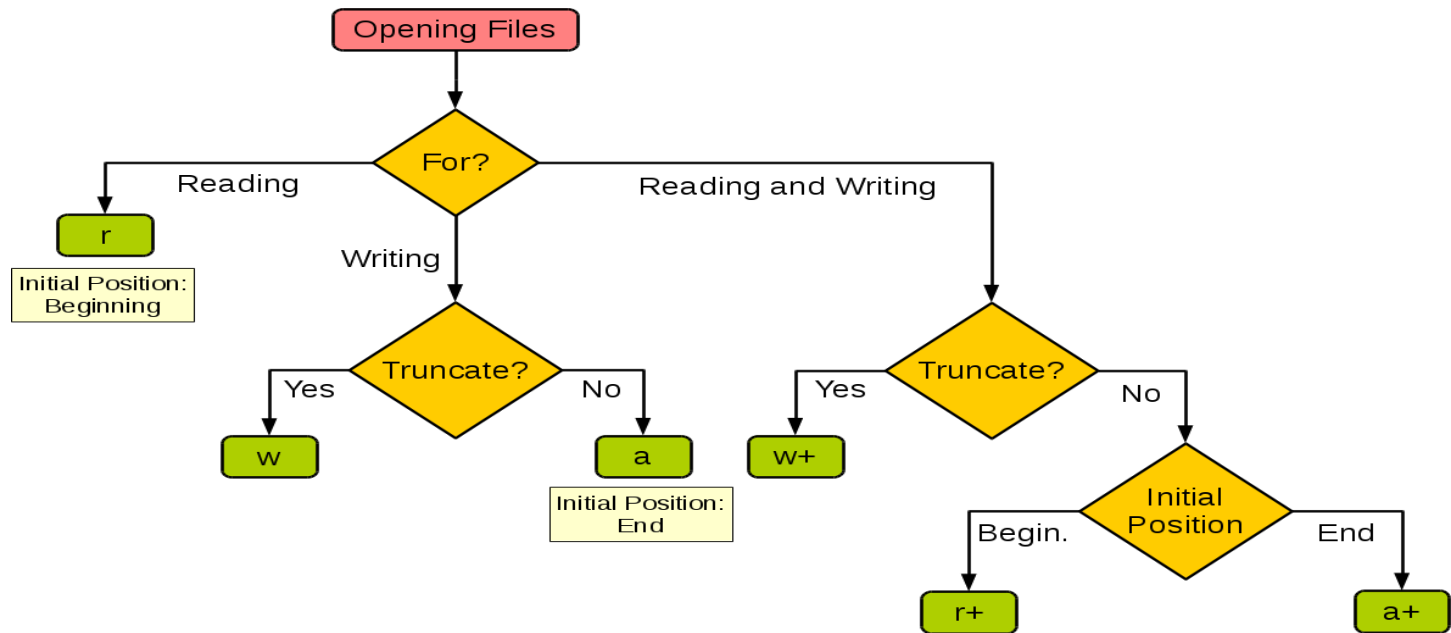 Opening Files
For?
Reading
Reading and Writing
r
Writing
Initial Position:
Beginning
Truncate?
Truncate?
Yes
No
Yes
No
w
a
w+
Initial Position:
End
Initial
Position
Begin.
End
r+
a+